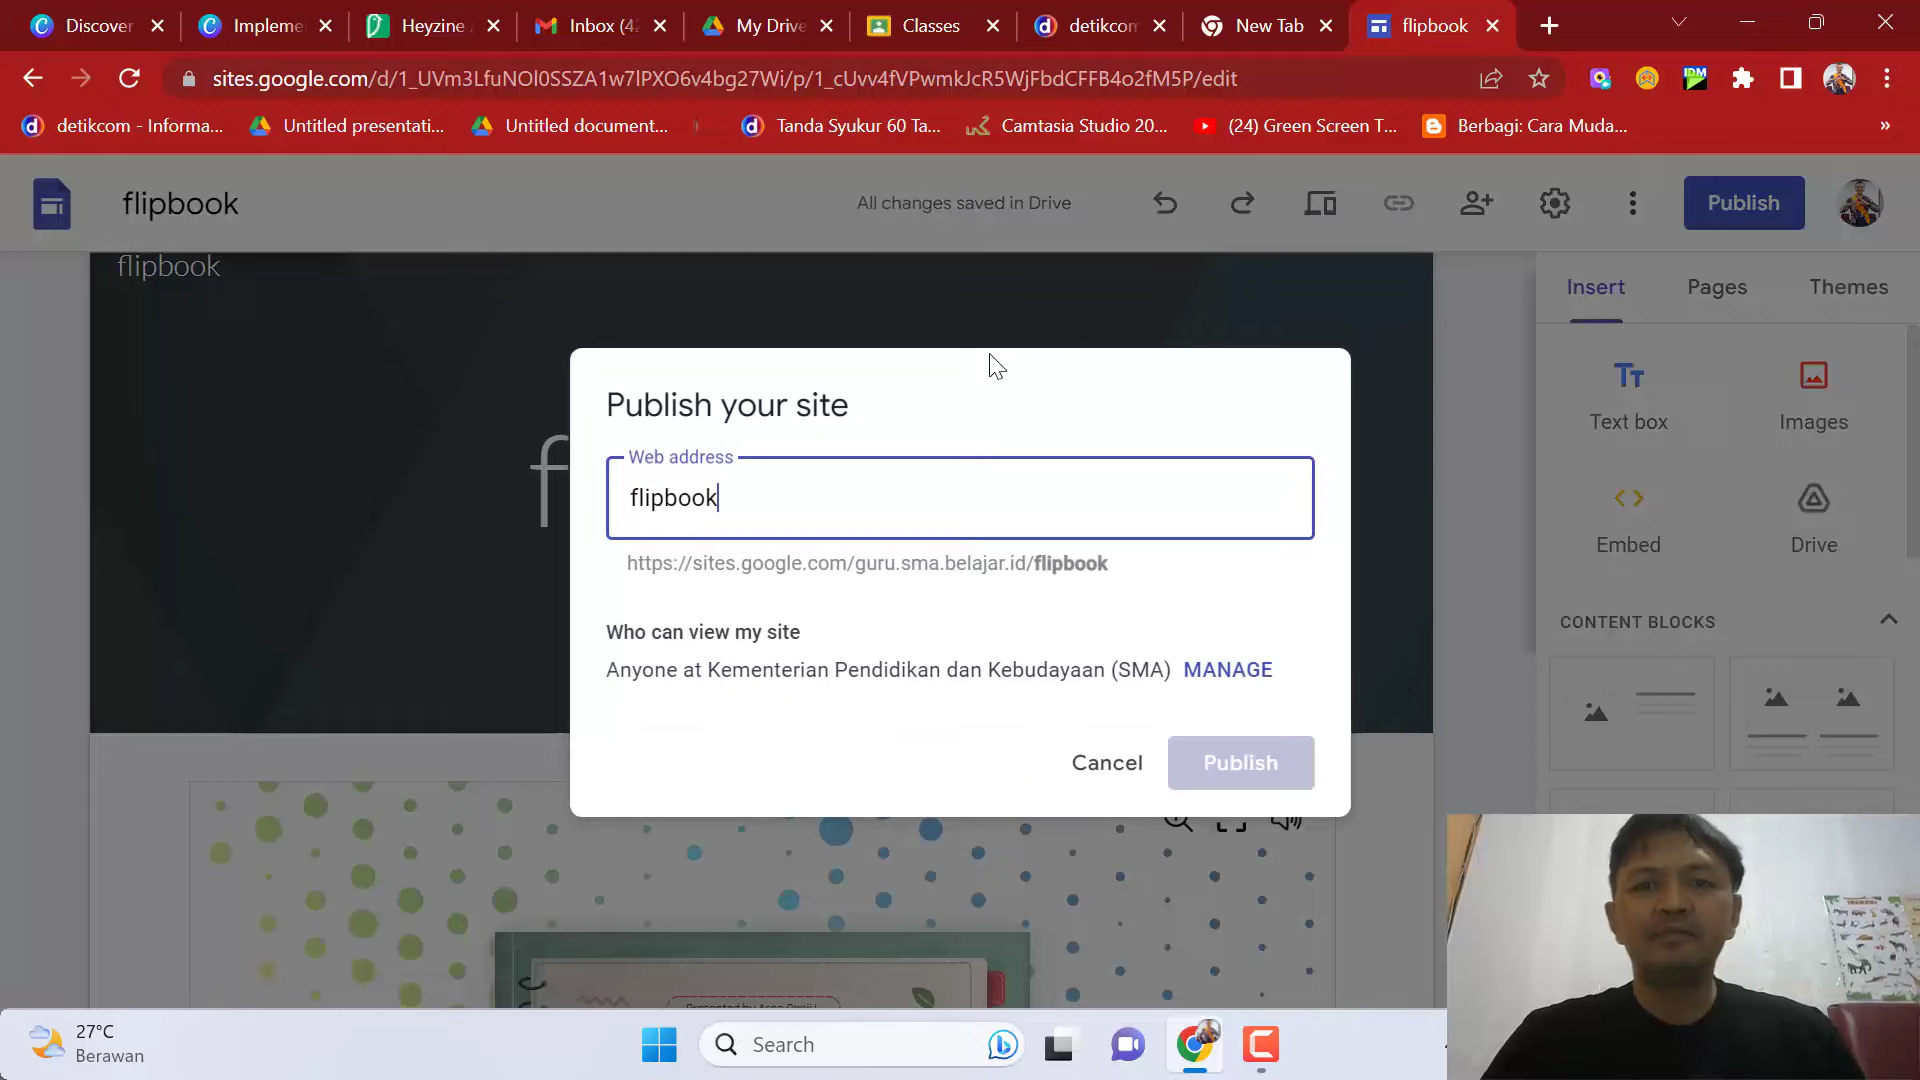 Discover
Impleme
Heyzine
Inbox (42
My Drive
Classes
detikcom
New Tab
flipbook
sites.google.com/d/1_UVm3LfuNOl0SSZA1w7lPXO6v4bg27Wi/p/1_cUvv4fVPwmkJcR5WjFbdCFFB4o2fM5P/edit
IDM
detikcom - Informa...
Untitled presentati...
Untitled document...
Tanda Syukur 60 Ta...
Camtasia Studio 20...
(24) Green Screen T...
Berbagi: Cara Muda...
»
flipbook
All changes saved in Drive
Publish
flipbook
f
Insert
Pages
Themes
Text box
Images
Embed
Drive
CONTENT BLOCKS
Publish your site
Web address
flipbook
https://sites.google.com/guru.sma.belajar.id/flipbook
Who can view my site
Anyone at Kementerian Pendidikan dan Kebudayaan (SMA) MANAGE
Cancel
Publish
27°C
Berawan
Search